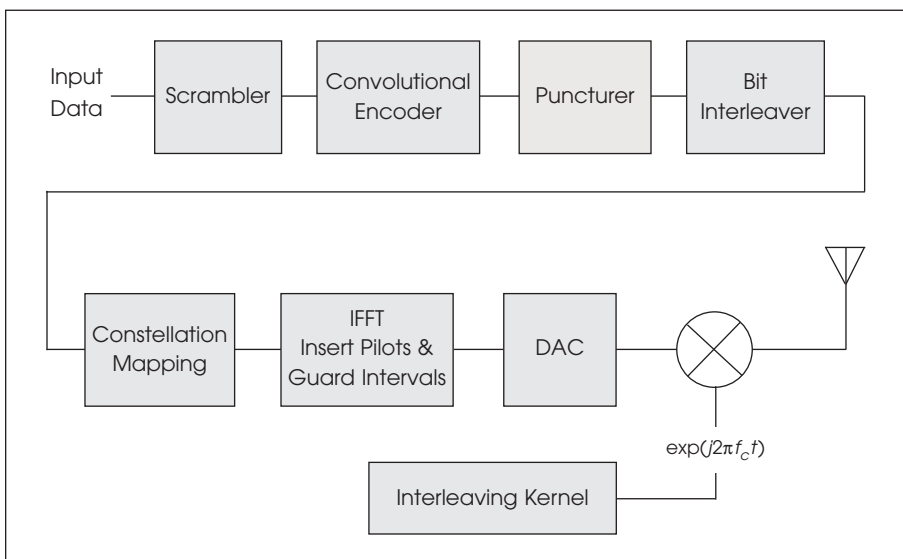 Input
Data
Scrambler
Convolutional
Encoder
Puncturer
Bit
Interleaver
Constellation
Mapping
IFFT
Insert Pilots &
Guard Intervals
DAC
exp(j2πf_c t)
Interleaving Kernel